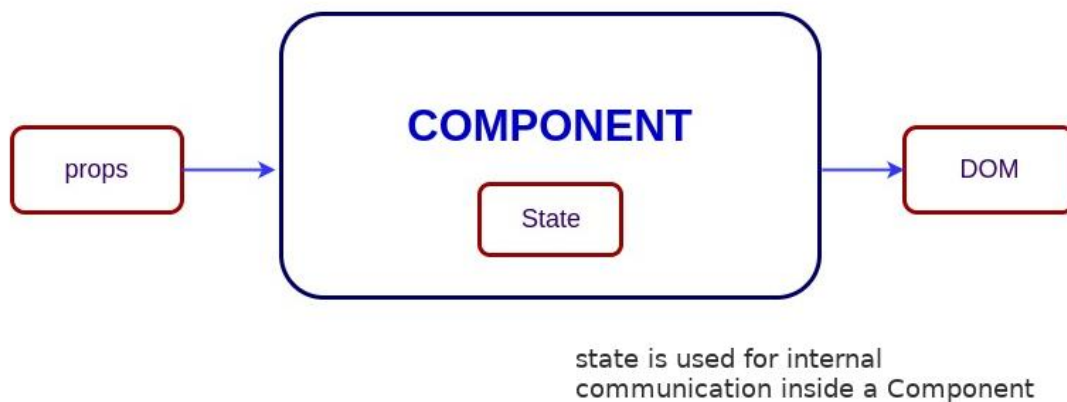 COMPONENT
props
State
DOM
state is used for internal
communication inside a Component